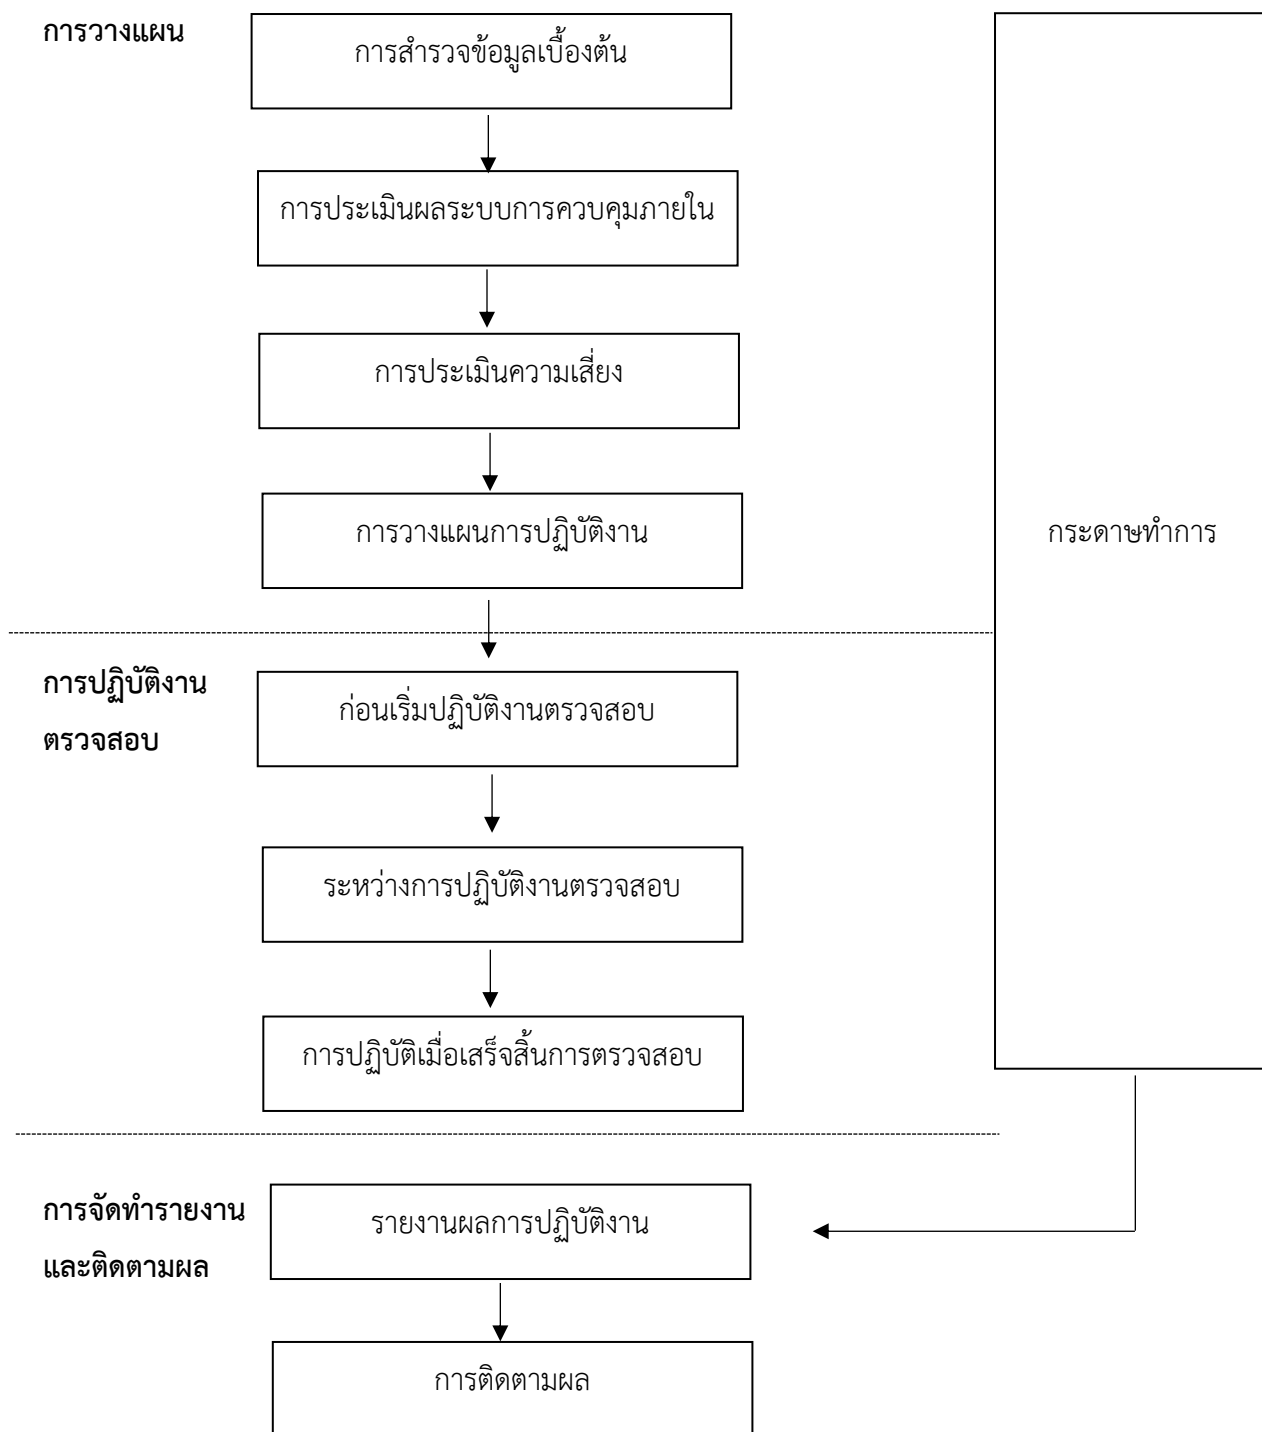 การวางแผน
การสำรวจข้อมูลเบื้องต้น
การประเมินผลระบบการควบคุมภายใน
การประเมินความเสี่ยง
การวางแผนการปฏิบัติงาน
กระดาษทำการ
การปฏิบัติงาน
ตรวจสอบ
ก่อนเริ่มปฏิบัติงานตรวจสอบ
ระหว่างการปฏิบัติงานตรวจสอบ
การปฏิบัติเมื่อเสร็จสิ้นการตรวจสอบ
การจัดทำรายงาน
และติดตามผล
รายงานผลการปฏิบัติงาน
การติดตามผล